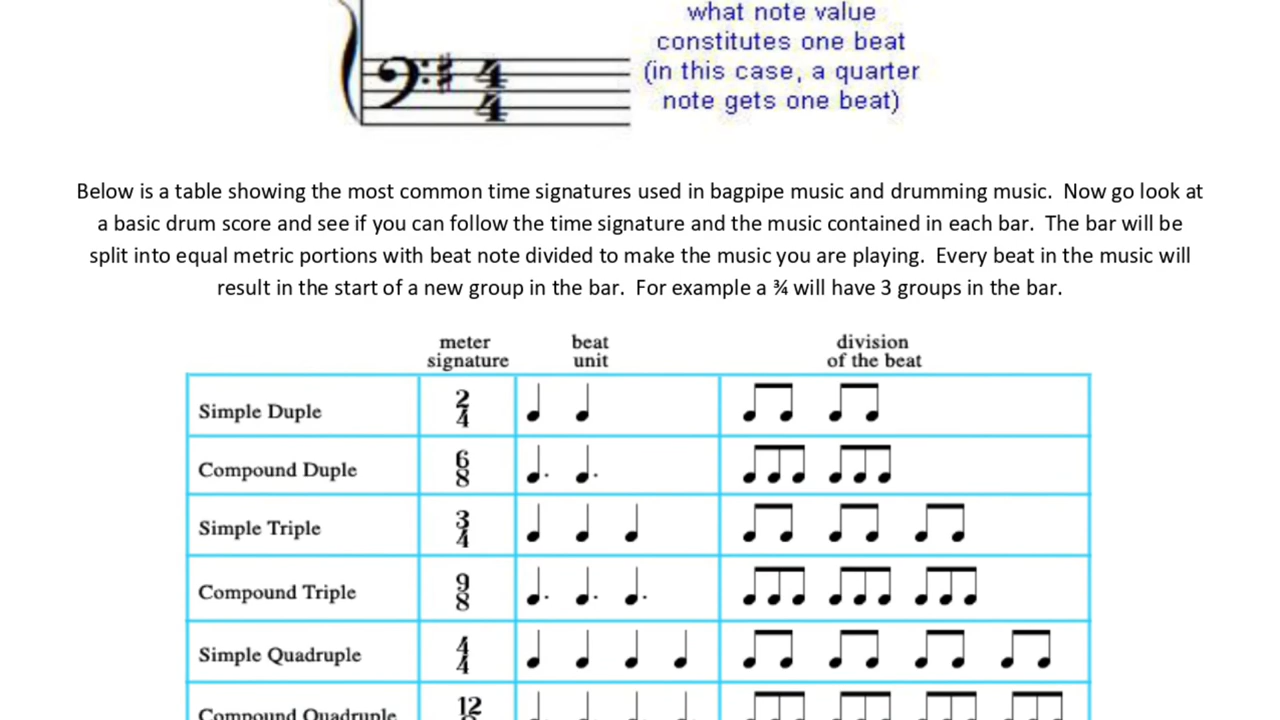 what note value
constitutes one beat
(in this case, a quarter
note gets one beat)
4
4
Below is a table showing the most common time signatures used in bagpipe music and drumming music.  Now go look at
a basic drum score and see if you can follow the time signature and the music contained in each bar.  The bar will be
split into equal metric portions with beat note divided to make the music you are playing.  Every beat in the music will
result in the start of a new group in the bar.  For example a ¾ will have 3 groups in the bar.
meter signature
beat unit
division of the beat
Simple Duple 2/4
Compound Duple 6/8
Simple Triple 3/4
Compound Triple 9/8
Simple Quadruple 4/4
Compound Quadruple 12